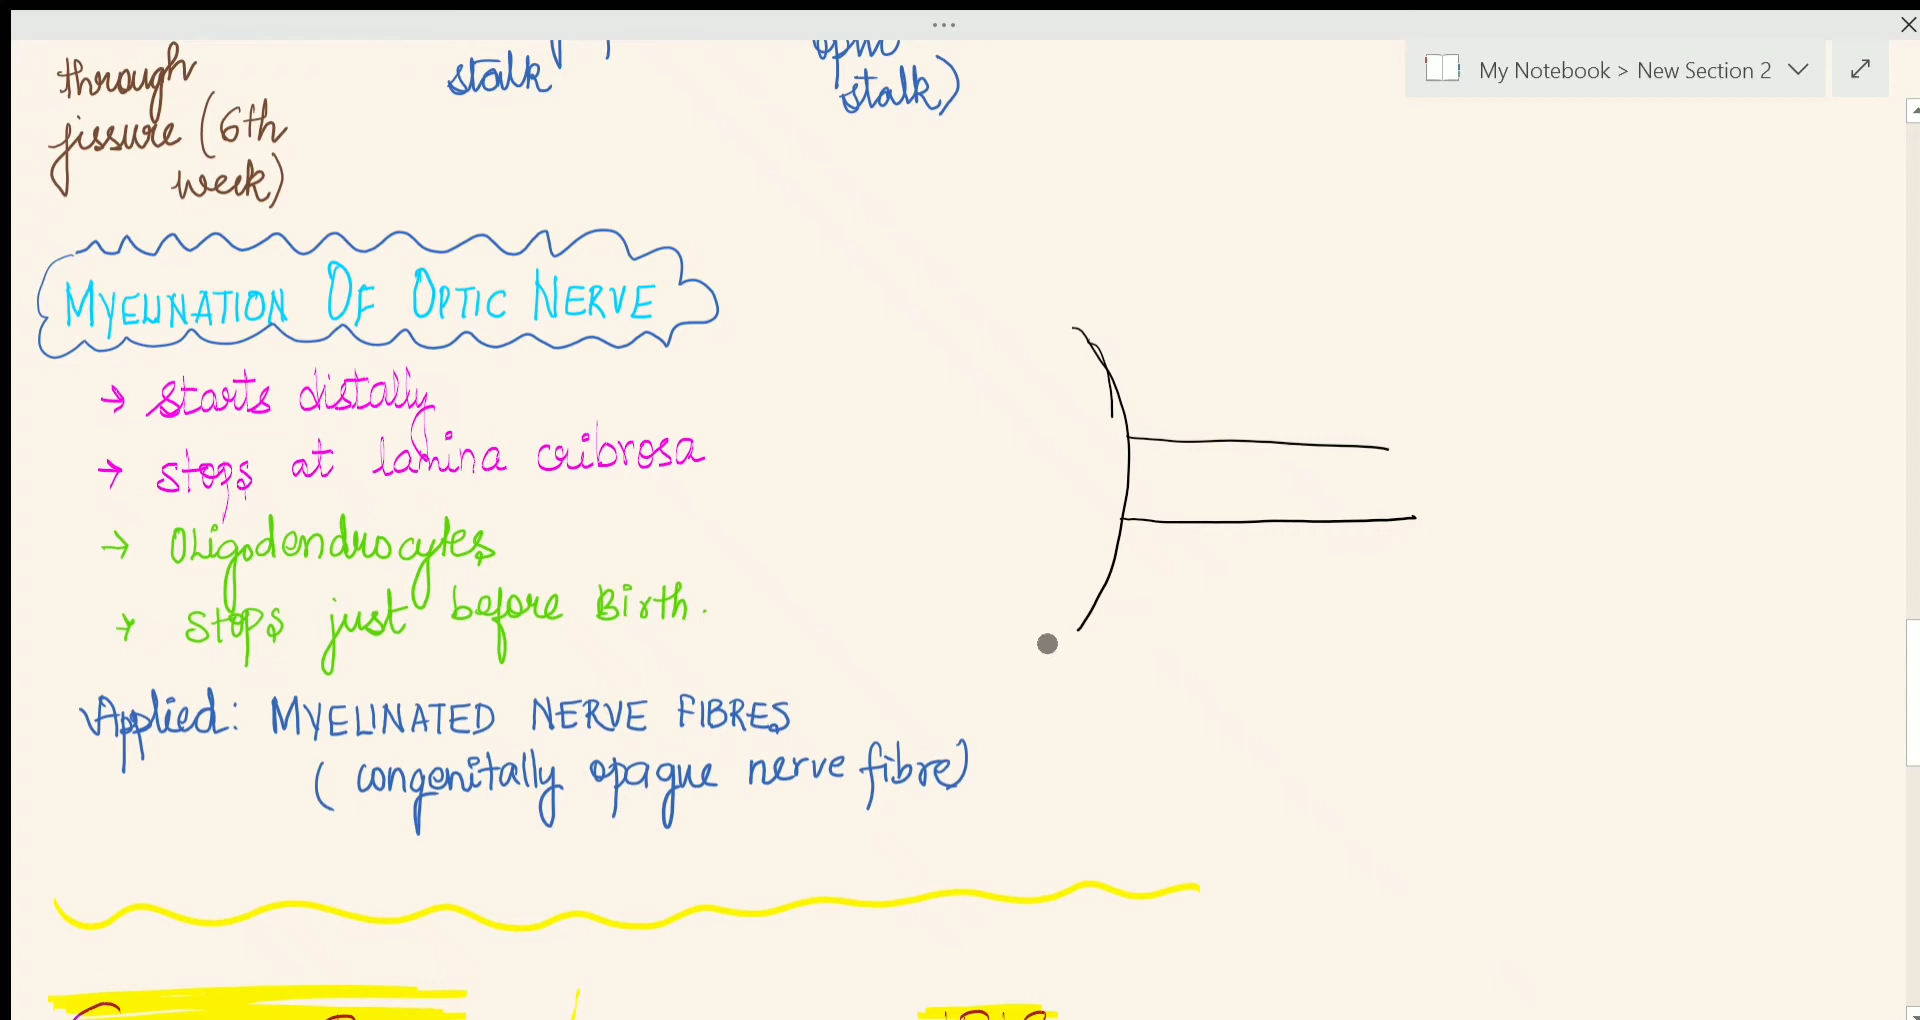 My Notebook > New Section 2
through
fissure (6th
week)
stalk
stalk)
MYELINATION OF OPTIC NERVE
→ starts distally
→ stops at lamina cribrosa
→ Oligodendrocytes
→ stops just before Birth.
Applied: MYELINATED NERVE FIBRES
( congenitally opaque nerve fibre)